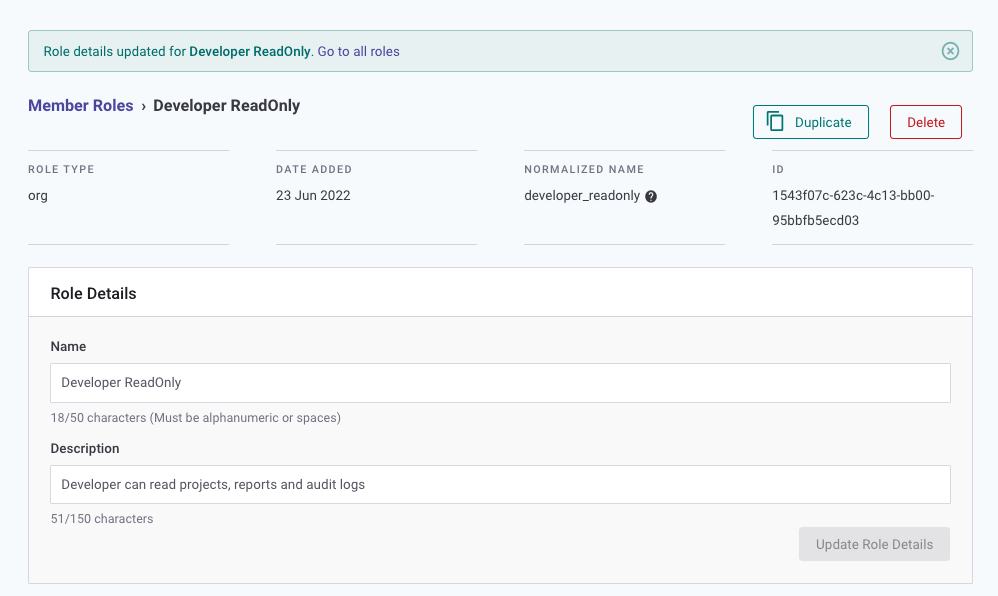 Role details updated for Developer ReadOnly. Go to all roles
Member Roles › Developer ReadOnly
Duplicate
Delete
ROLE TYPE
org
DATE ADDED
23 Jun 2022
NORMALIZED NAME
developer_readonly
ID
1543f07c-623c-4c13-bb00-
95bbfb5ecd03
Role Details
Name
Developer ReadOnly
18/50 characters (Must be alphanumeric or spaces)
Description
Developer can read projects, reports and audit logs
51/150 characters
Update Role Details